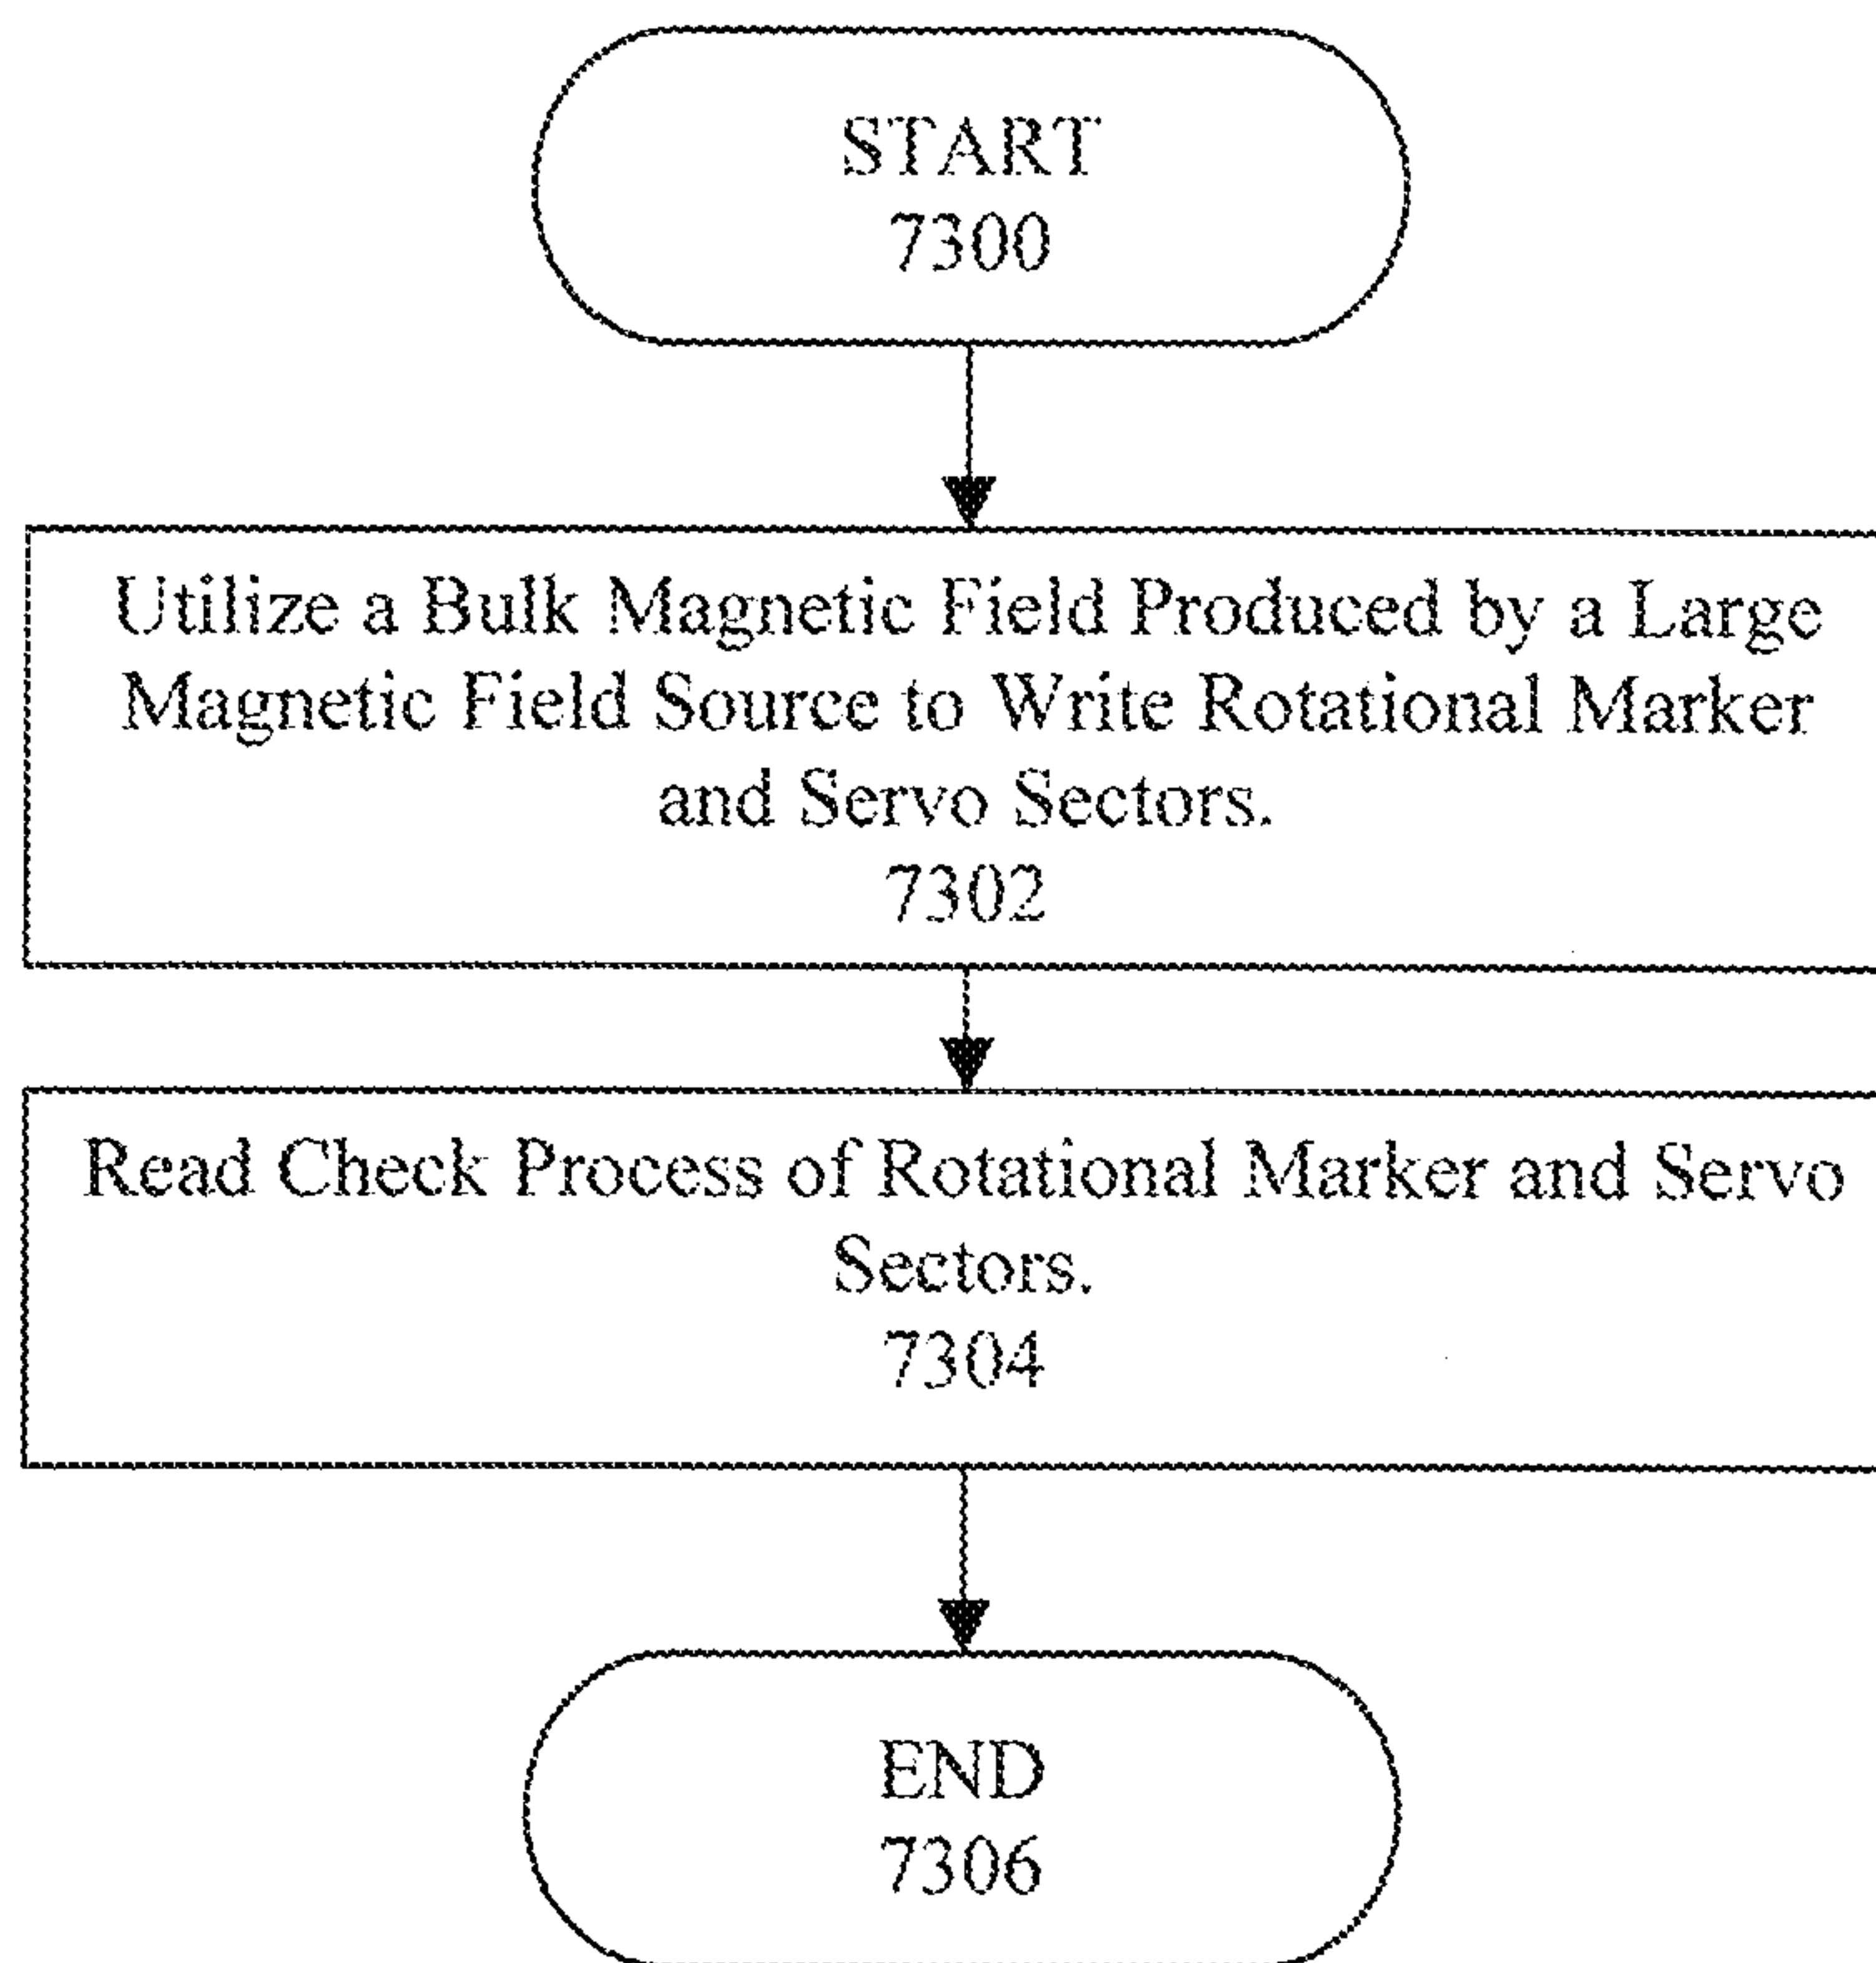 START
7300
Utilize a Bulk Magnetic Field Produced by a Large
Magnetic Field Source to Write Rotational Marker
and Servo Sectors.
7302
Read Check Process of Rotational Marker and Servo
Sectors.
7304
END
7306